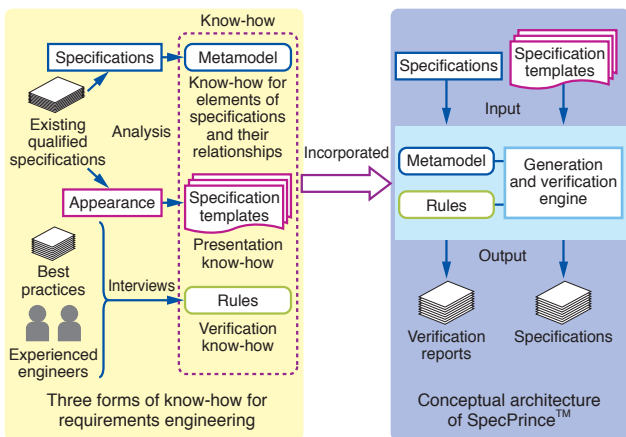 Know-how
Specifications
Metamodel
Know-how for
elements of
specifications
and their
relationships
Existing
qualified
specifications
Analysis
Appearance
Specification
templates
Presentation
know-how
Best
practices
Interviews
Rules
Verification
know-how
Experienced
engineers
Three forms of know-how for
requirements engineering
Incorporated
Specifications
Specification
templates
Input
Metamodel
Rules
Generation
and verification
engine
Output
Verification
reports
Specifications
Conceptual architecture
of SpecPrince™